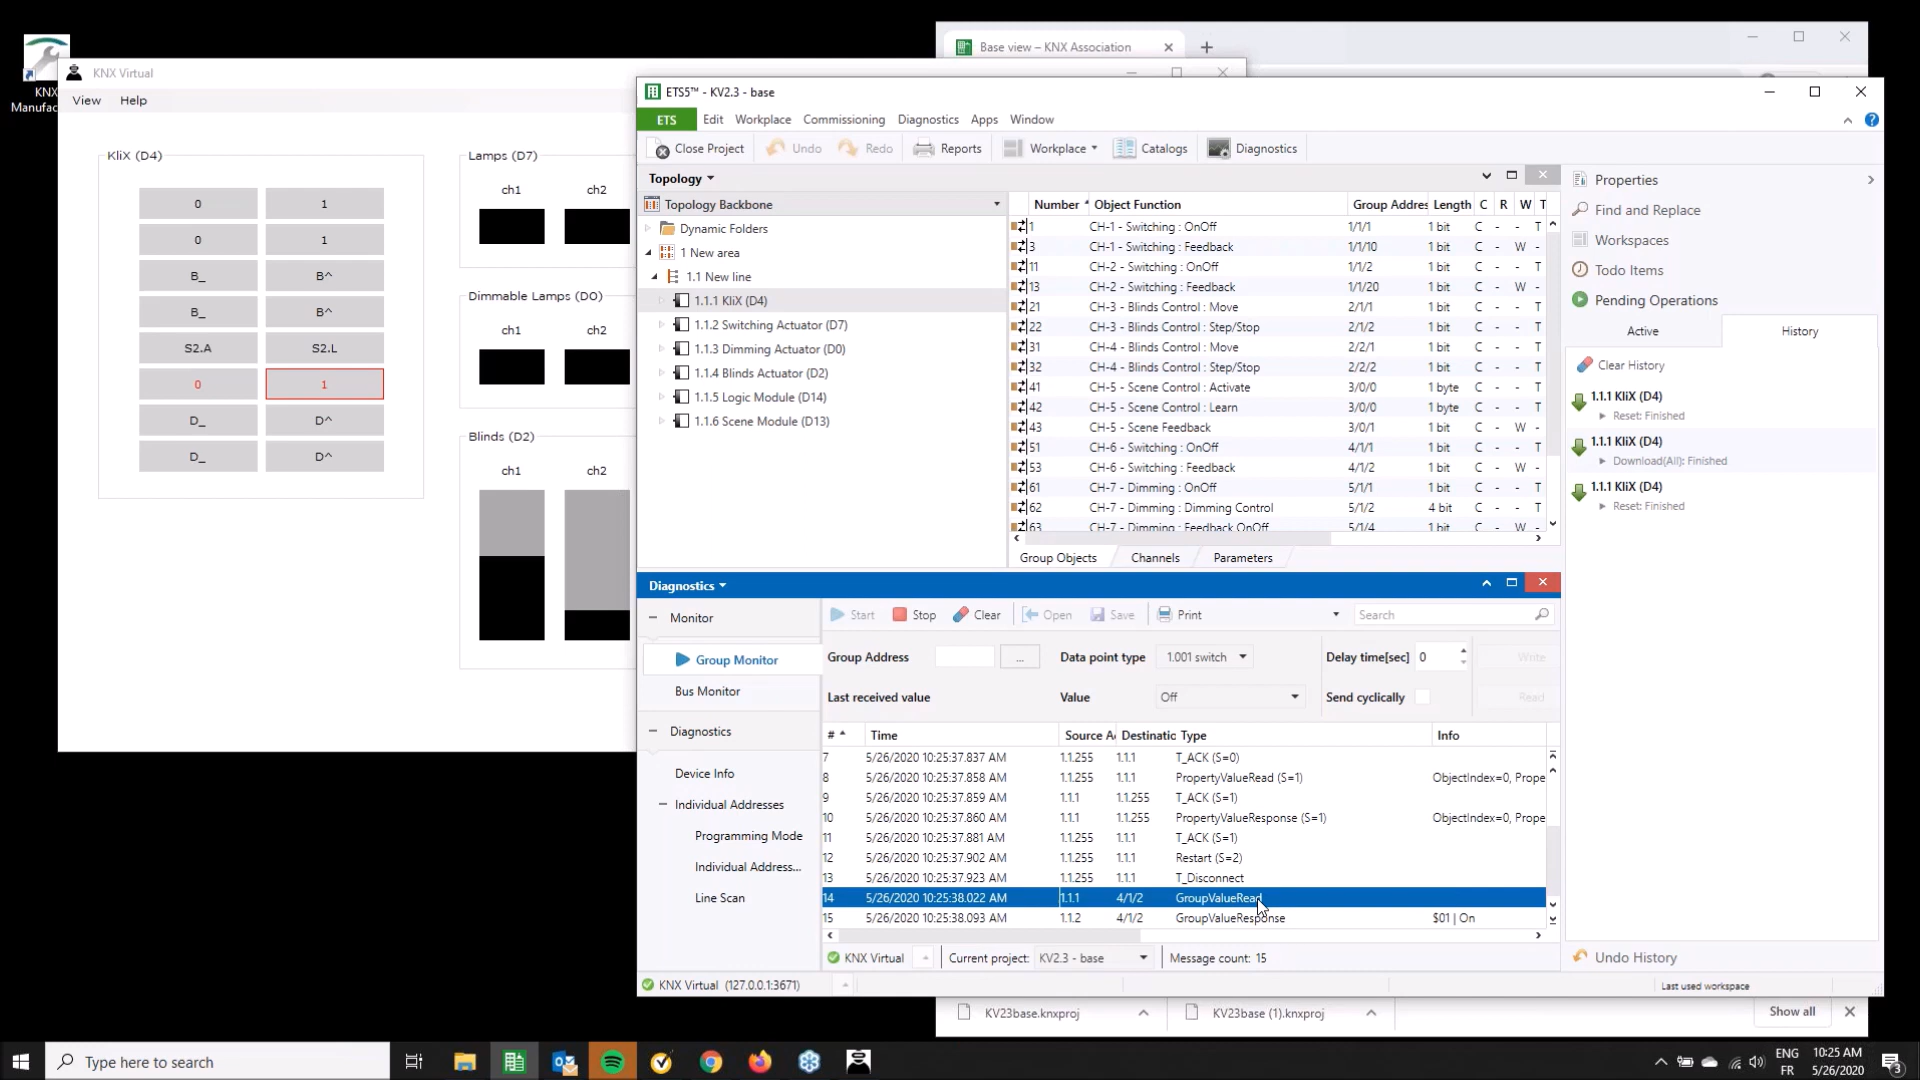 Base view – KNX Association
KNX
Manufac
KNX Virtual
View Help
KliX (D4)
0 1
0 1
B_ B^
B_ B^
S2.A S2.L
0 1
D_ D^
D_ D^
Lamps (D7)
ch1 ch2
Dimmable Lamps (D0)
ch1 ch2
Blinds (D2)
ch1 ch2
ETS5™ - KV2.3 - base
ETS Edit Workplace Commissioning Diagnostics Apps Window
Close Project Undo Redo Reports Workplace Catalogs Diagnostics
Topology
Topology Backbone
Dynamic Folders
1 New area
1.1 New line
1.1.1 KliX (D4)
1.1.2 Switching Actuator (D7)
1.1.3 Dimming Actuator (D0)
1.1.4 Blinds Actuator (D2)
1.1.5 Logic Module (D14)
1.1.6 Scene Module (D13)
Number Object Function Group Addres Length C R W T
1 CH-1 - Switching : OnOff 1/1/1 1 bit C - - T
3 CH-1 - Switching : Feedback 1/1/10 1 bit C - W -
11 CH-2 - Switching : OnOff 1/1/2 1 bit C - - T
13 CH-2 - Switching : Feedback 1/1/20 1 bit C - W -
21 CH-3 - Blinds Control : Move 2/1/1 1 bit C - - T
22 CH-3 - Blinds Control : Step/Stop 2/1/2 1 bit C - - T
31 CH-4 - Blinds Control : Move 2/2/1 1 bit C - - T
32 CH-4 - Blinds Control : Step/Stop 2/2/2 1 bit C - - T
41 CH-5 - Scene Control : Activate 3/0/0 1 byte C - - T
42 CH-5 - Scene Control : Learn 3/0/0 1 byte C - - T
43 CH-5 - Scene Feedback 3/0/1 1 bit C - W -
51 CH-6 - Switching : OnOff 4/1/1 1 bit C - - T
53 CH-6 - Switching : Feedback 4/1/2 1 bit C - W -
61 CH-7 - Dimming : OnOff 5/1/1 1 bit C - - T
62 CH-7 - Dimming : Dimming Control 5/1/2 4 bit C - - T
63 CH-7 - Dimming : Feedback OnOff 5/1/4 1 bit C - W -
Group Objects Channels Parameters
Properties
Find and Replace
Workspaces
Todo Items
Pending Operations
Active History
Clear History
1.1.1 KliX (D4)
Reset: Finished
1.1.1 KliX (D4)
Download(All): Finished
1.1.1 KliX (D4)
Reset: Finished
Undo History
Diagnostics
Monitor
Group Monitor
Bus Monitor
Diagnostics
Device Info
Individual Addresses
Programming Mode
Individual Address...
Line Scan
Start Stop Clear Open Save Print Search
Group Address ... Data point type 1.001 switch Delay time[sec] 0 Write
Last received value Value Off Send cyclically Read
# Time Source A Destinatic Type Info
7 5/26/2020 10:25:37.837 AM 1.1.255 1.1.1 T_ACK (S=0)
8 5/26/2020 10:25:37.858 AM 1.1.255 1.1.1 PropertyValueRead (S=1) ObjectIndex=0, Prope
9 5/26/2020 10:25:37.859 AM 1.1.1 1.1.255 T_ACK (S=1)
10 5/26/2020 10:25:37.860 AM 1.1.1 1.1.255 PropertyValueResponse (S=1) ObjectIndex=0, Prope
11 5/26/2020 10:25:37.881 AM 1.1.255 1.1.1 T_ACK (S=1)
12 5/26/2020 10:25:37.902 AM 1.1.255 1.1.1 Restart (S=2)
13 5/26/2020 10:25:37.923 AM 1.1.255 1.1.1 T_Disconnect
14 5/26/2020 10:25:38.022 AM 1.1.1 4/1/2 GroupValueRead
15 5/26/2020 10:25:38.093 AM 1.1.2 4/1/2 GroupValueResponse $01 | On
KNX Virtual Current project: KV2.3 - base Message count: 15
KNX Virtual (127.0.0.1:3671) Last used workspace
KV23base.knxproj KV23base (1).knxproj Show all
Type here to search
ENG
FR
10:25 AM
5/26/2020
3